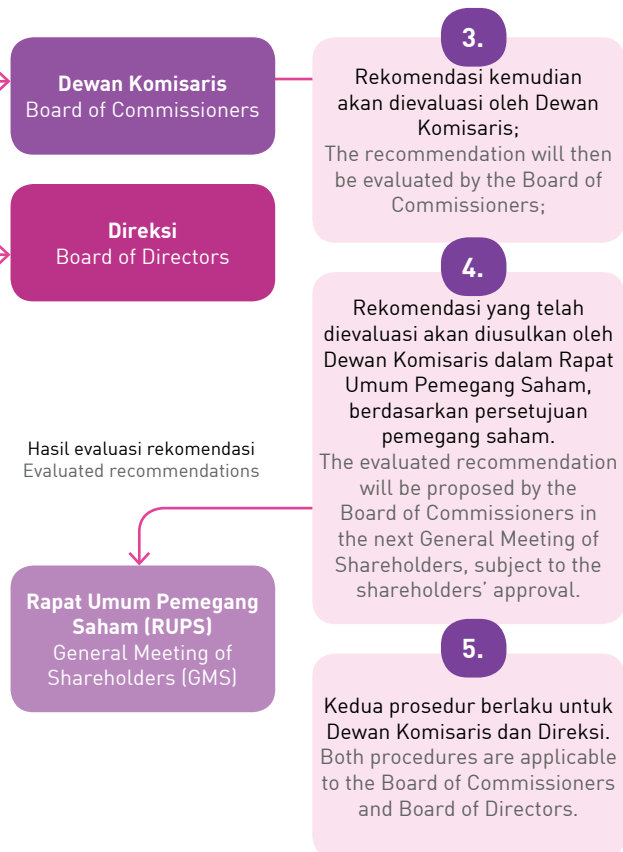 Dewan Komisaris
Board of Commissioners
3.
Rekomendasi kemudian
akan dievaluasi oleh Dewan
Komisaris;
The recommendation will then
be evaluated by the Board of
Commissioners;
Direksi
Board of Directors
4.
Rekomendasi yang telah
dievaluasi akan diusulkan oleh
Dewan Komisaris dalam Rapat
Umum Pemegang Saham,
berdasarkan persetujuan
pemegang saham.
The evaluated recommendation
will be proposed by the
Board of Commissioners in
the next General Meeting of
Shareholders, subject to the
shareholders’ approval.
Hasil evaluasi rekomendasi
Evaluated recommendations
Rapat Umum Pemegang
Saham (RUPS)
General Meeting of
Shareholders (GMS)
5.
Kedua prosedur berlaku untuk
Dewan Komisaris dan Direksi.
Both procedures are applicable
to the Board of Commissioners
and Board of Directors.